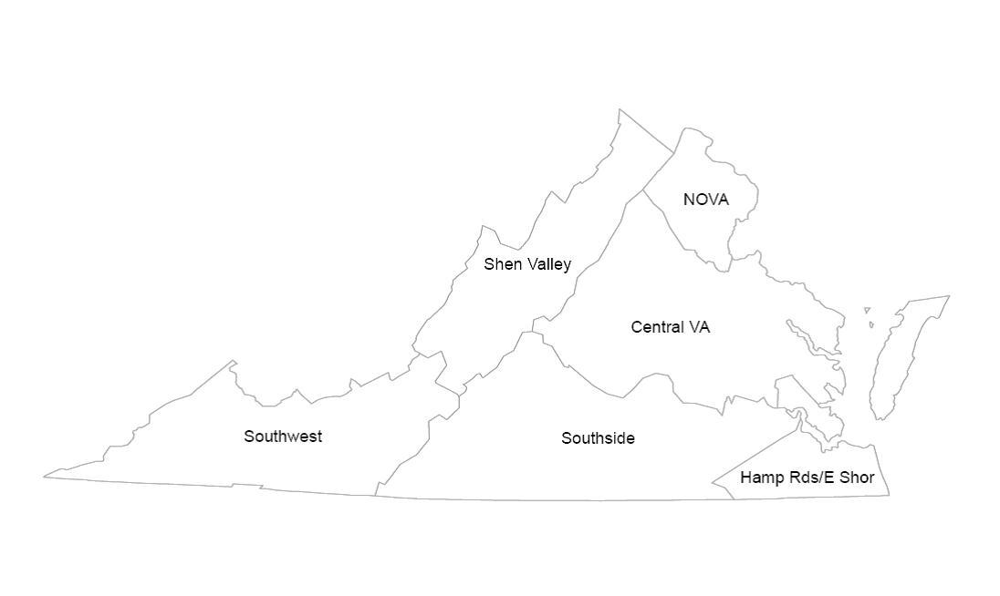 NOVA
Shen Valley
Central VA
Southwest
Southside
Hamp Rds/E Shor